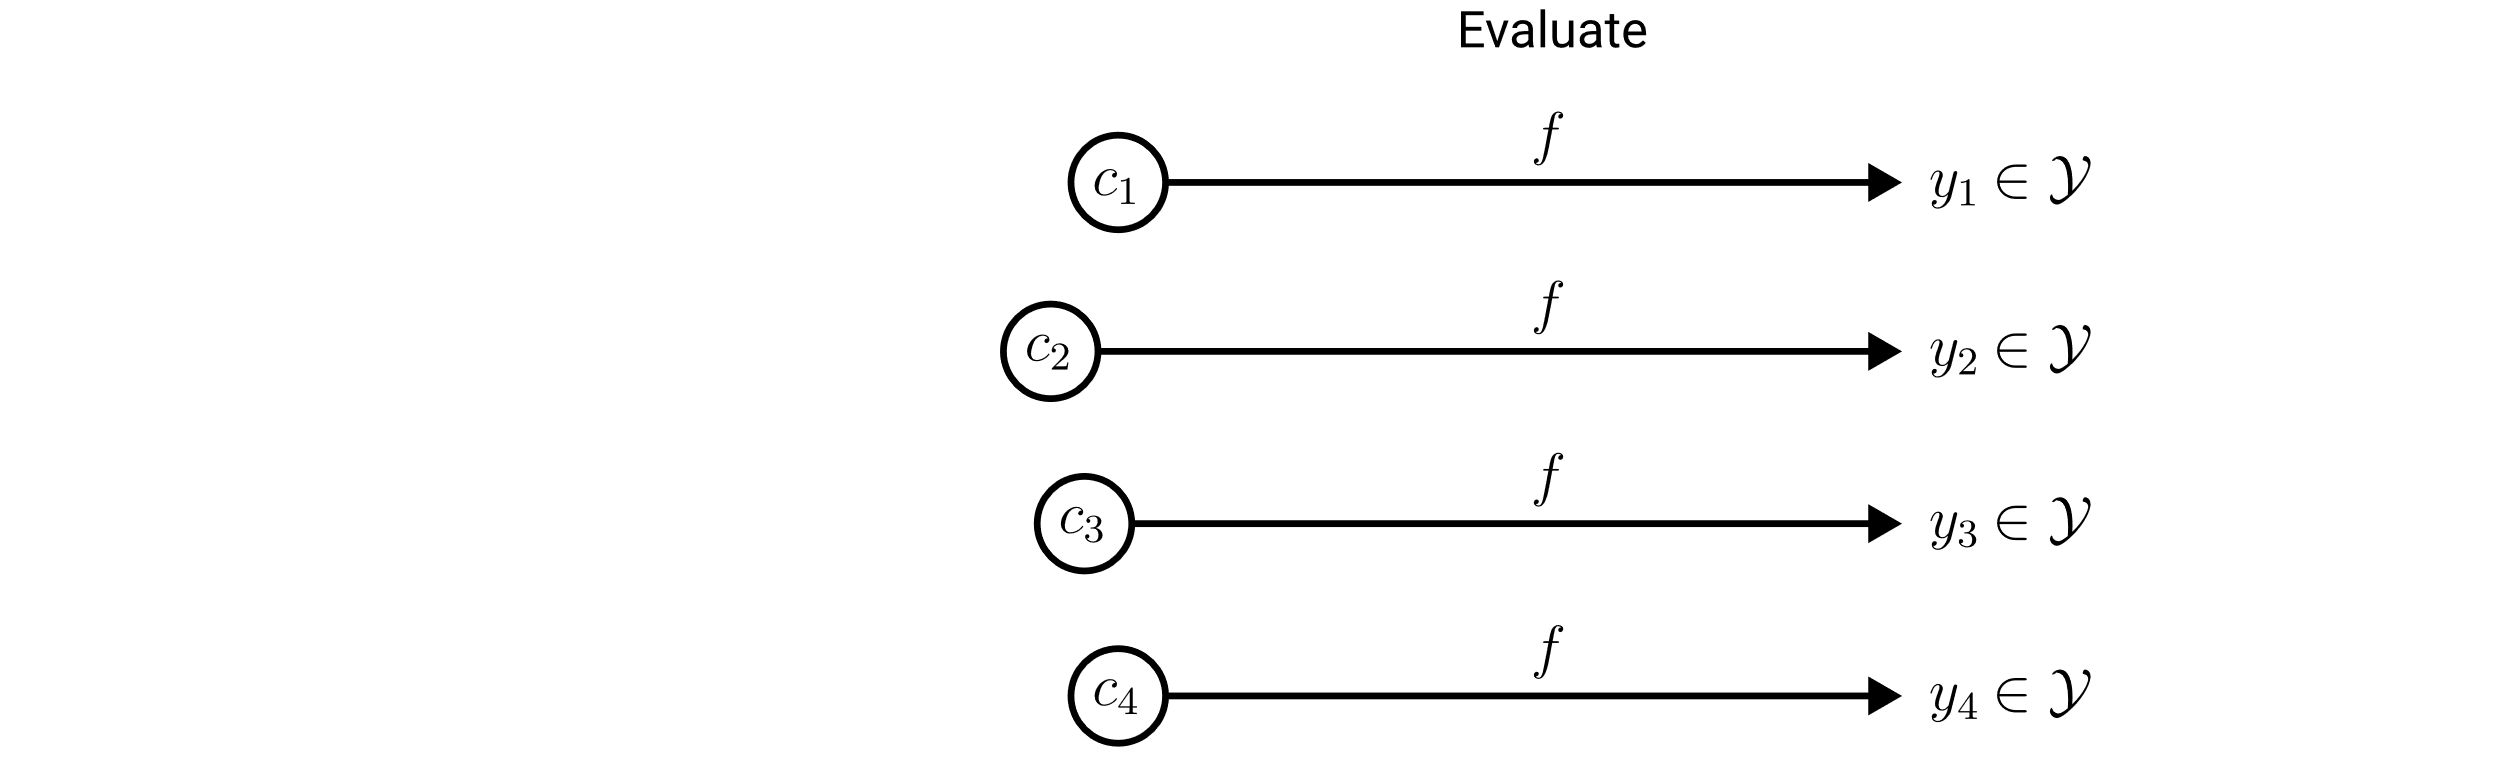 Evaluate
f
c₁ y₁ ∈ 𝒴
f
c₂ y₂ ∈ 𝒴
f
c₃ y₃ ∈ 𝒴
f
c₄ y₄ ∈ 𝒴